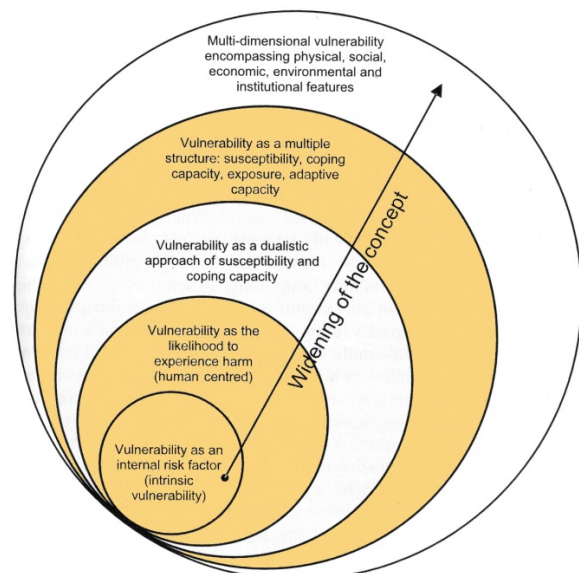 Multi-dimensional vulnerability
encompassing physical, social,
economic, environmental and
institutional features
Vulnerability as a multiple
structure: susceptibility, coping
capacity, exposure, adaptive
capacity
Vulnerability as a dualistic
approach of susceptibility and
coping capacity
Widening of the concept
Vulnerability as the
likelihood to
experience harm
(human centred)
Vulnerability as an
internal risk factor
(intrinsic
vulnerability)